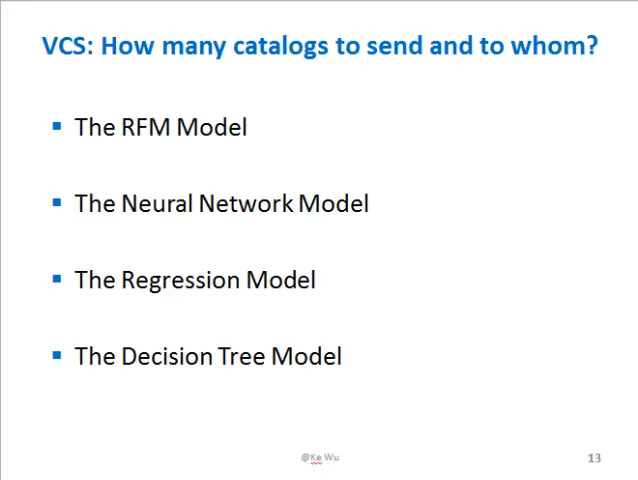 VCS: How many catalogs to send and to whom?
▪ The RFM Model
▪ The Neural Network Model
▪ The Regression Model
▪ The Decision Tree Model
@Ke Wu
13